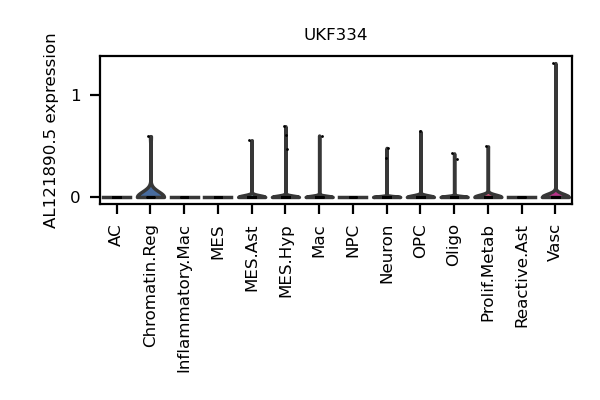 UKF334
AL121890.5 expression
1
0
AC
Chromatin.Reg
Inflammatory.Mac
MES
MES.Ast
MES.Hyp
Mac
NPC
Neuron
OPC
Oligo
Prolif.Metab
Reactive.Ast
Vasc